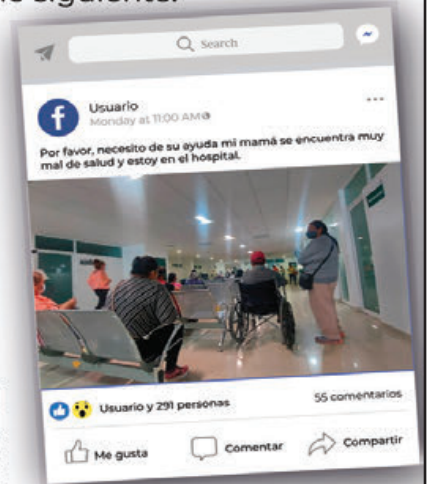 le siguiente:
Search
Usuario
Monday at 11:00 AM
Por favor, necesito de su ayuda mi mamá se encuentra muy
mal de salud y estoy en el hospital.
Usuario y 291 personas
55 comentarios
Me gusta
Comentar
Compartir